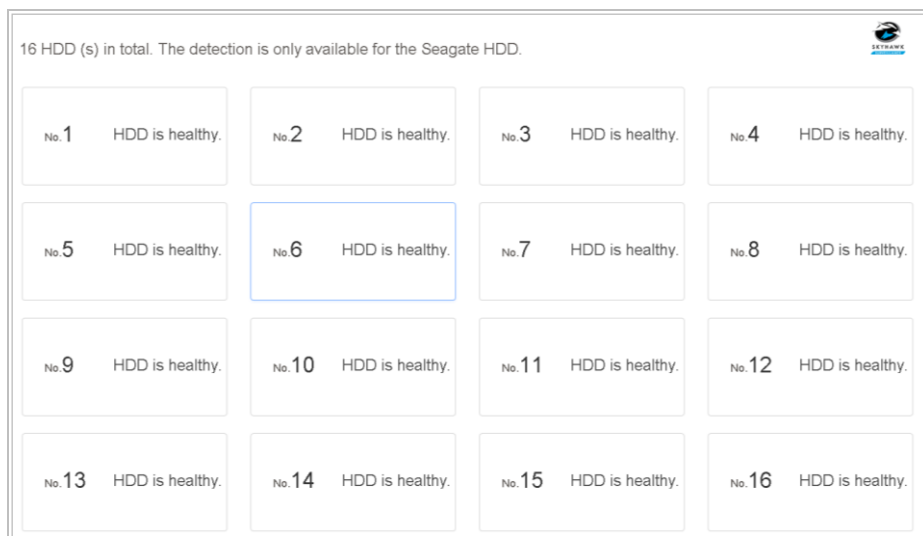 16 HDD (s) in total. The detection is only available for the Seagate HDD.
SKYHAWK
No.1 HDD is healthy.
No.2 HDD is healthy.
No.3 HDD is healthy.
No.4 HDD is healthy.
No.5 HDD is healthy.
No.6 HDD is healthy.
No.7 HDD is healthy.
No.8 HDD is healthy.
No.9 HDD is healthy.
No.10 HDD is healthy.
No.11 HDD is healthy.
No.12 HDD is healthy.
No.13 HDD is healthy.
No.14 HDD is healthy.
No.15 HDD is healthy.
No.16 HDD is healthy.